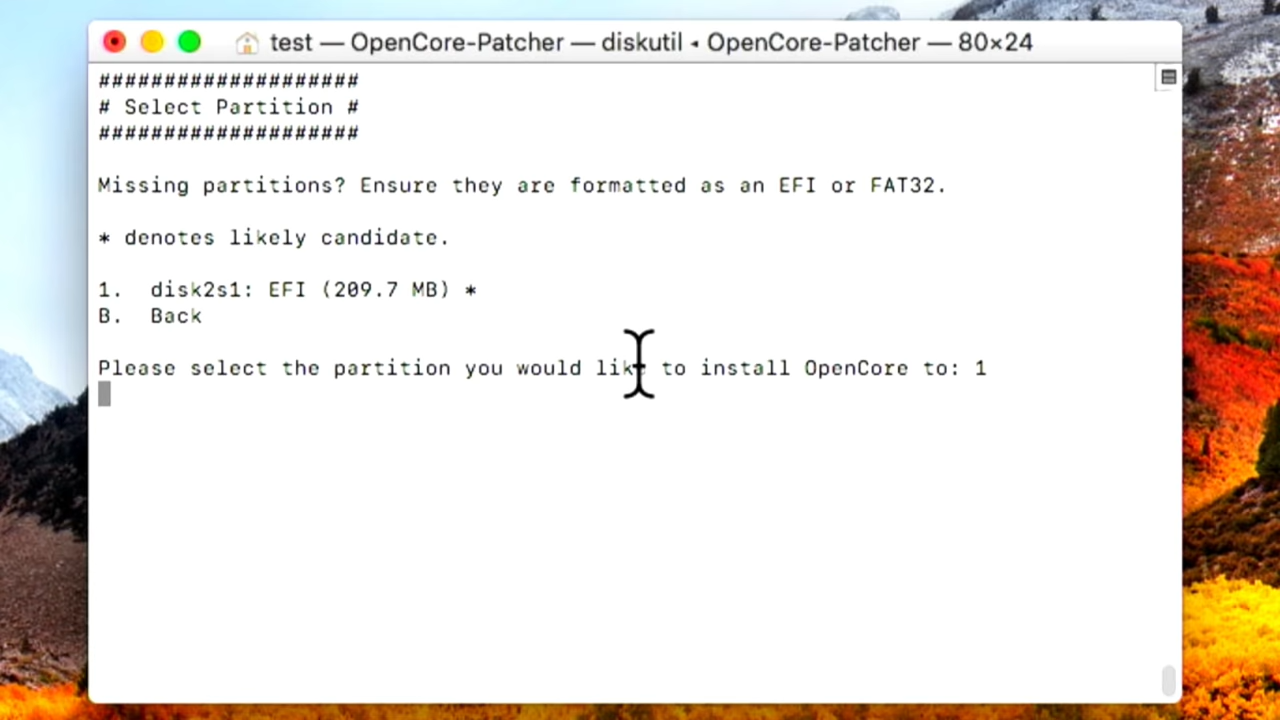 test — OpenCore-Patcher — diskutil ◂ OpenCore-Patcher — 80×24
####################
# Select Partition #
####################
Missing partitions? Ensure they are formatted as an EFI or FAT32.
* denotes likely candidate.
1.  disk2s1: EFI (209.7 MB) *
B.  Back
Please select the partition you would like to install OpenCore to: 1